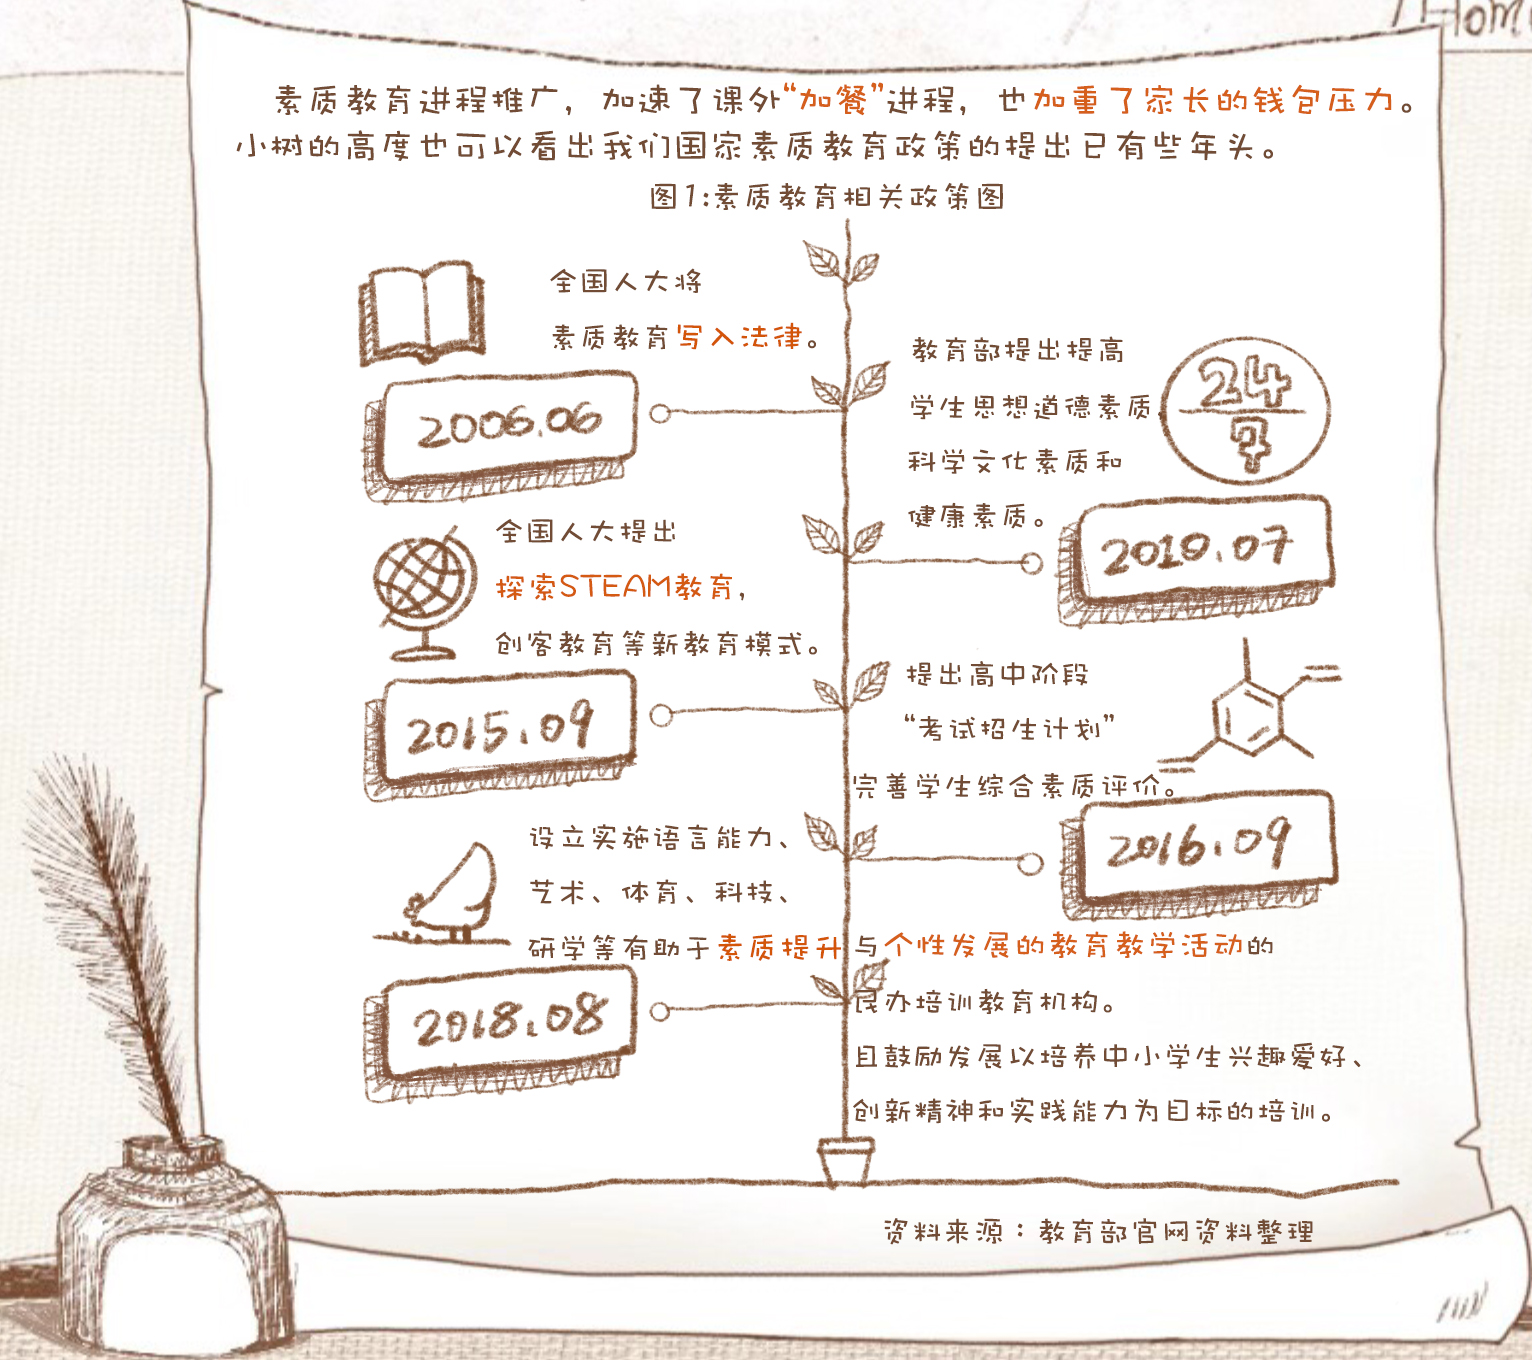 Hom
素质教育进程推广，加速了课外“加餐”进程，也加重了家长的钱包压力。
小树的高度也可以看出我们国家素质教育政策的提出已有些年头。
图1:素质教育相关政策图
全国人大将
素质教育写入法律。
2006.06
教育部提出提高
学生思想道德素质，
科学文化素质和
健康素质。
24
7
2010.07
全国人大提出
探索STEAM教育，
创客教育等新教育模式。
2015.09
提出高中阶段
“考试招生计划”
完善学生综合素质评价。
2016.09
设立实施语言能力、
艺术、体育、科技、
研学等有助于素质提升与个性发展的教育教学活动的
民办培训教育机构。
且鼓励发展以培养中小学生兴趣爱好、
创新精神和实践能力为目标的培训。
2018.08
资料来源：教育部官网资料整理